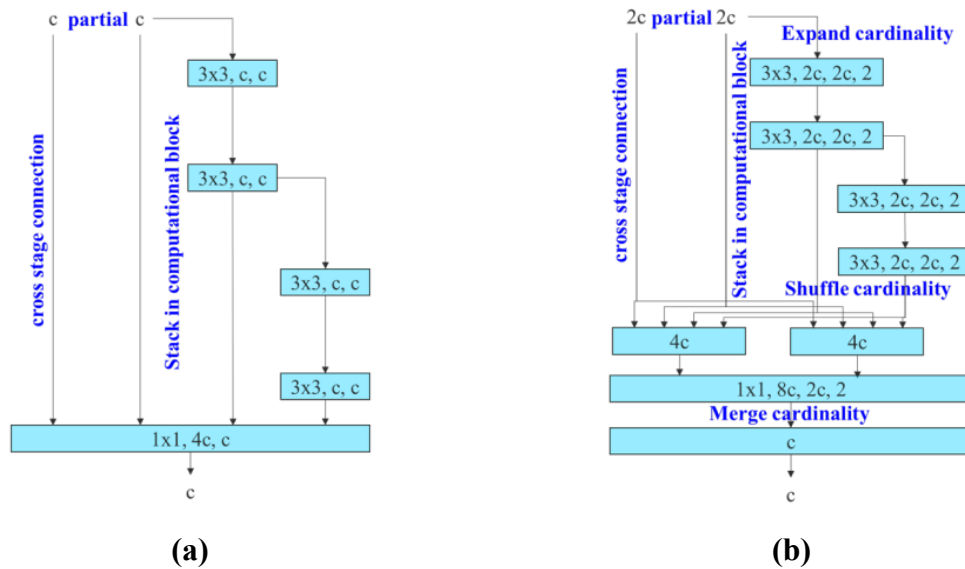 c partial c
3x3, c, c
cross stage connection
Stack in computational block
3x3, c, c
3x3, c, c
3x3, c, c
1x1, 4c, c
c
(a)
2c partial 2c
Expand cardinality
3x3, 2c, 2c, 2
cross stage connection
Stack in computational block
3x3, 2c, 2c, 2
3x3, 2c, 2c, 2
3x3, 2c, 2c, 2
Shuffle cardinality
4c
4c
1x1, 8c, 2c, 2
Merge cardinality
c
c
(b)